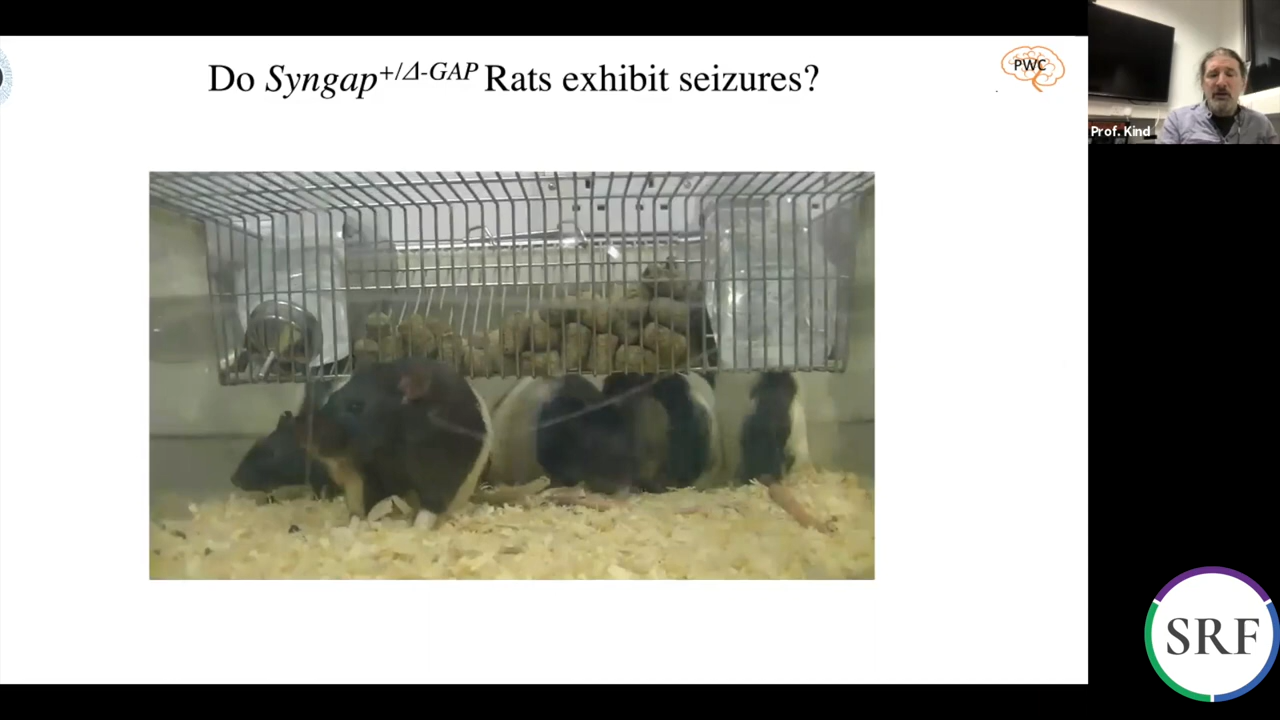 Do Syngap+/Δ-GAP Rats exhibit seizures?
PWC
Prof. Kind
SRF